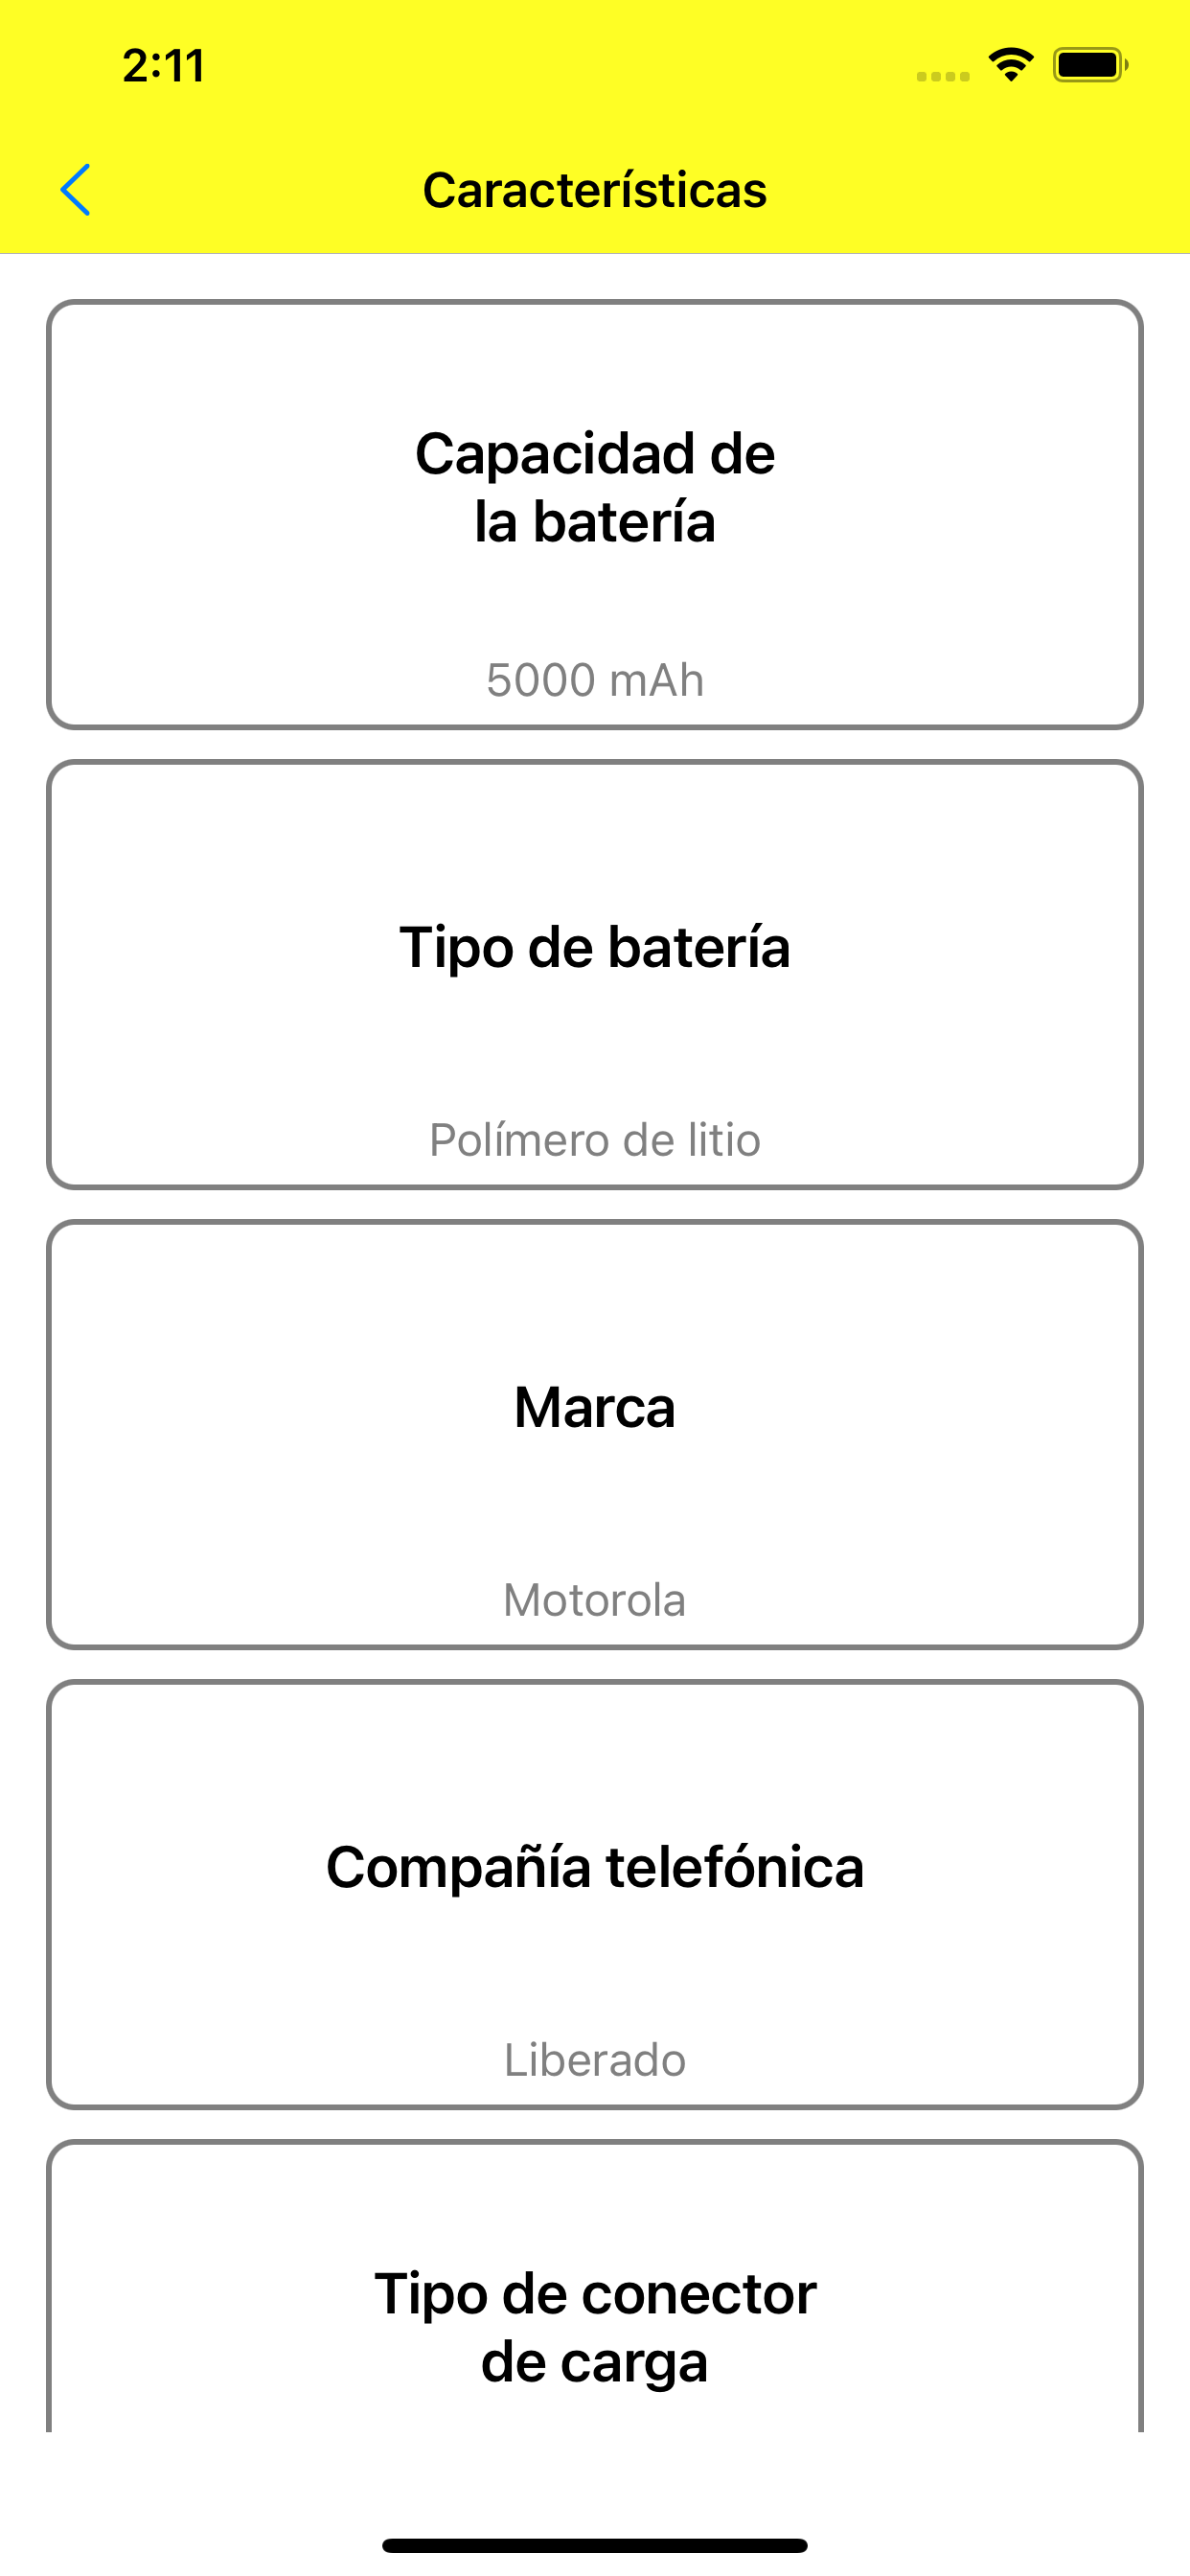 2:11
Características
Capacidad de
la batería
5000 mAh
Tipo de batería
Polímero de litio
Marca
Motorola
Compañía telefónica
Liberado
Tipo de conector
de carga